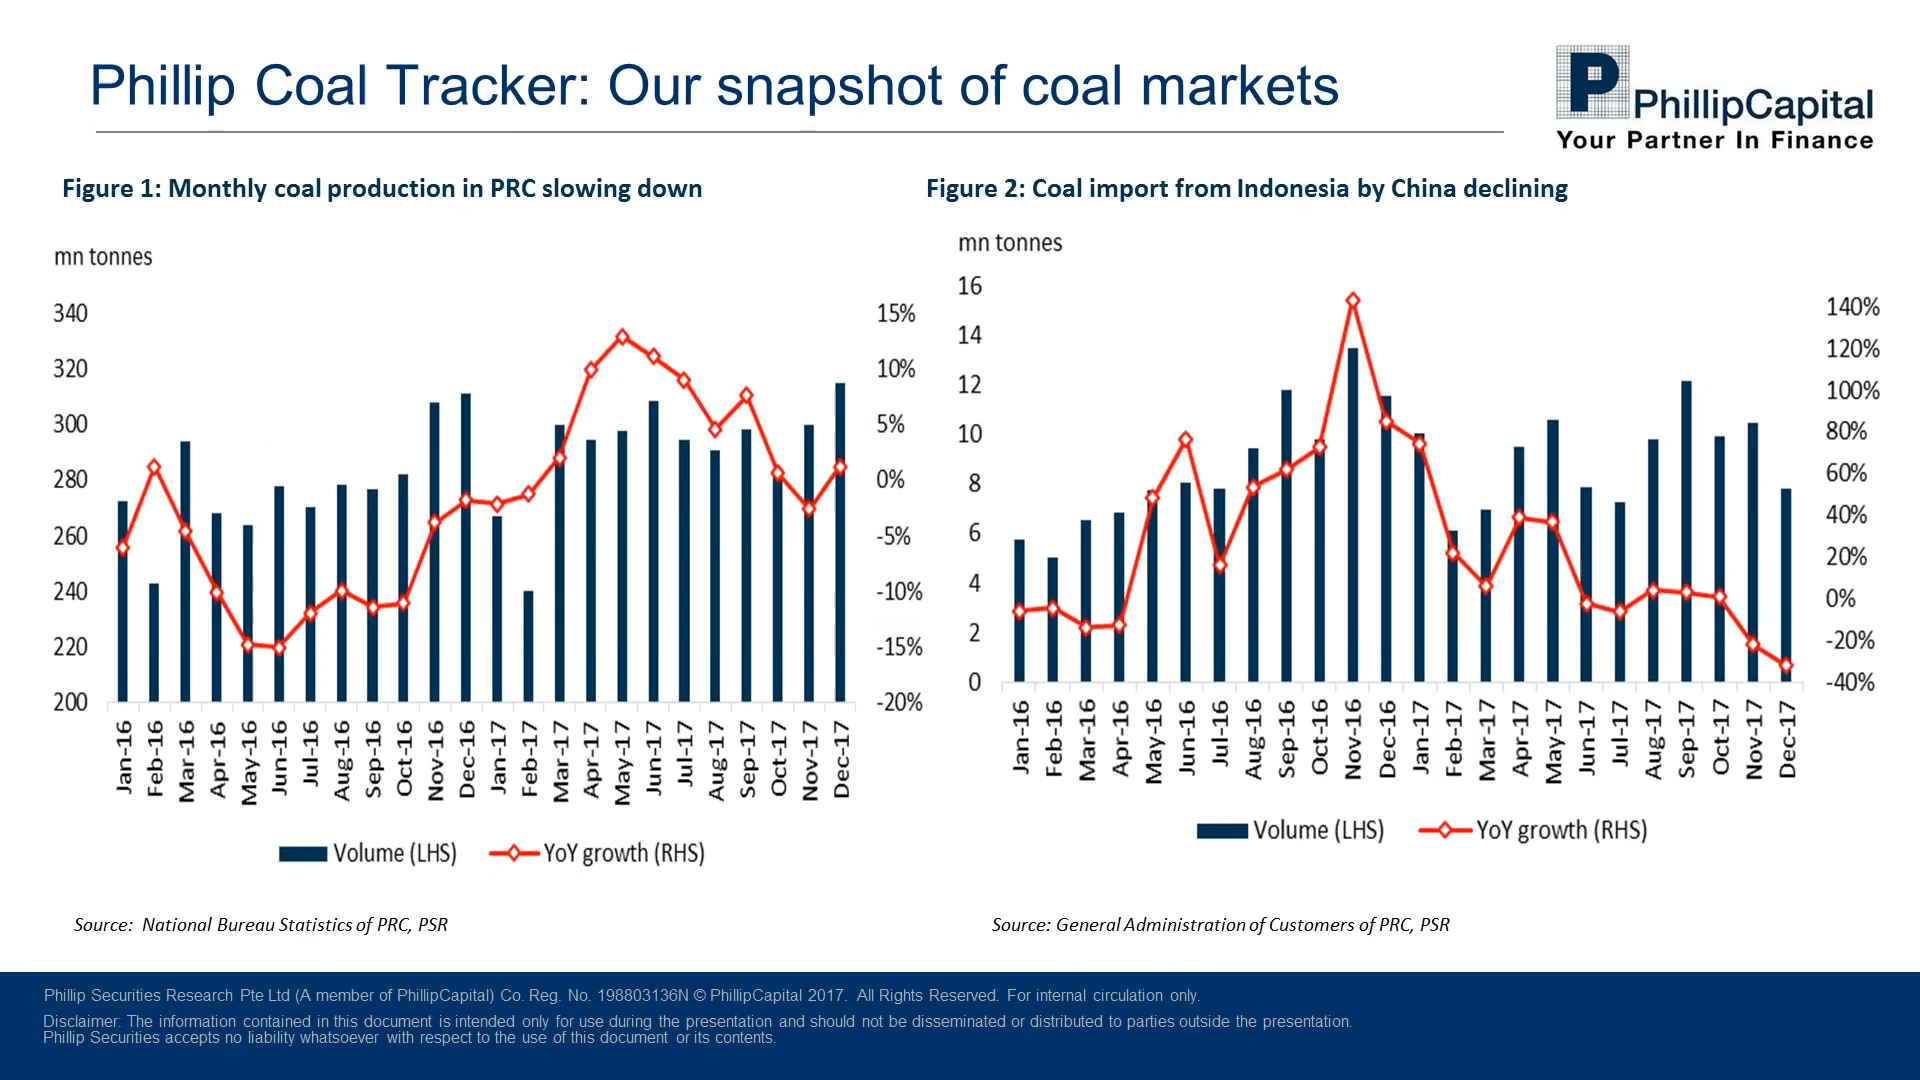 Phillip Coal Tracker: Our snapshot of coal markets
P PhillipCapital
Your Partner In Finance
Figure 1: Monthly coal production in PRC slowing down
mn tonnes
340
320
300
280
260
240
220
200
15%
10%
5%
0%
-5%
-10%
-15%
-20%
Jan-16
Feb-16
Mar-16
Apr-16
May-16
Jun-16
Jul-16
Aug-16
Sep-16
Oct-16
Nov-16
Dec-16
Jan-17
Feb-17
Mar-17
Apr-17
May-17
Jun-17
Jul-17
Aug-17
Sep-17
Oct-17
Nov-17
Dec-17
Volume (LHS)
YoY growth (RHS)
Source: National Bureau Statistics of PRC, PSR
Figure 2: Coal import from Indonesia by China declining
mn tonnes
16
14
12
10
8
6
4
2
0
140%
120%
100%
80%
60%
40%
20%
0%
-20%
-40%
Jan-16
Feb-16
Mar-16
Apr-16
May-16
Jun-16
Jul-16
Aug-16
Sep-16
Oct-16
Nov-16
Dec-16
Jan-17
Feb-17
Mar-17
Apr-17
May-17
Jun-17
Jul-17
Aug-17
Sep-17
Oct-17
Nov-17
Dec-17
Volume (LHS)
YoY growth (RHS)
Source: General Administration of Customers of PRC, PSR
Phillip Securities Research Pte Ltd (A member of PhillipCapital) Co. Reg. No. 198803136N © PhillipCapital 2017. All Rights Reserved. For internal circulation only.
Disclaimer: The information contained in this document is intended only for use during the presentation and should not be disseminated or distributed to parties outside the presentation.
Phillip Securities accepts no liability whatsoever with respect to the use of this document or its contents.